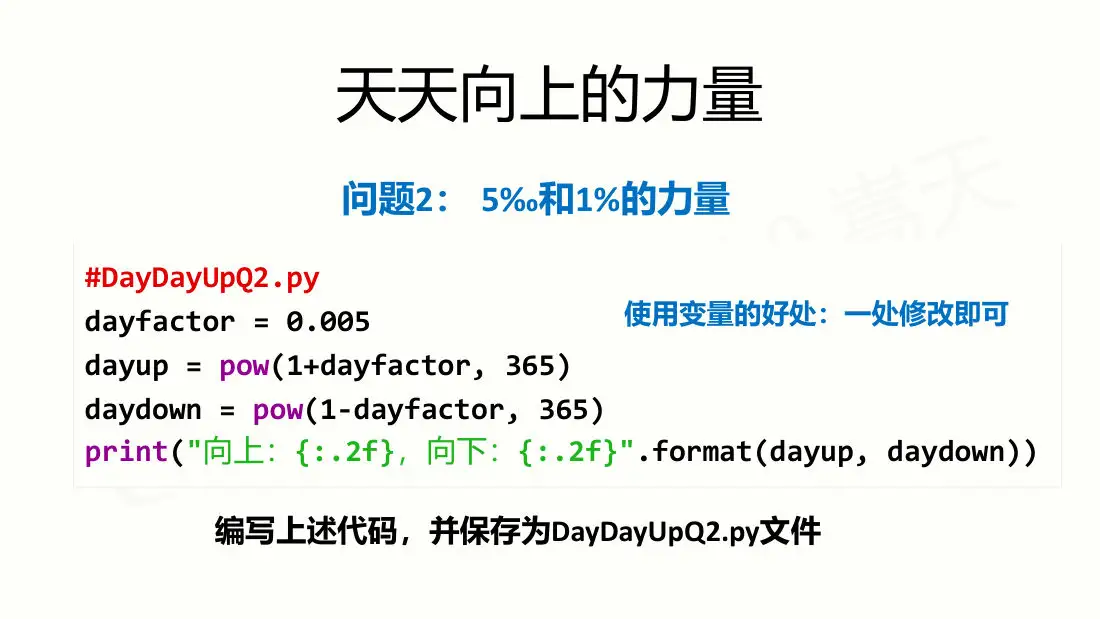 天天向上的力量
问题2： 5‰和1%的力量
#DayDayUpQ2.py
dayfactor = 0.005
使用变量的好处：一处修改即可
dayup = pow(1+dayfactor, 365)
daydown = pow(1-dayfactor, 365)
print("向上：{:.2f}，向下：{:.2f}".format(dayup, daydown))
编写上述代码，并保存为DayDayUpQ2.py文件
嵩天